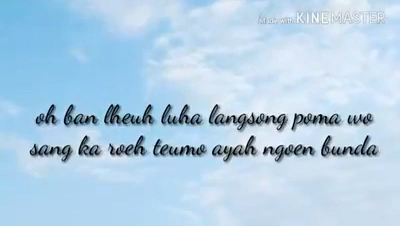 Made with KINEMASTER
oh ban lheuh luha langsong poma wo
sang ka roeh teumo ayah ngoen bunda